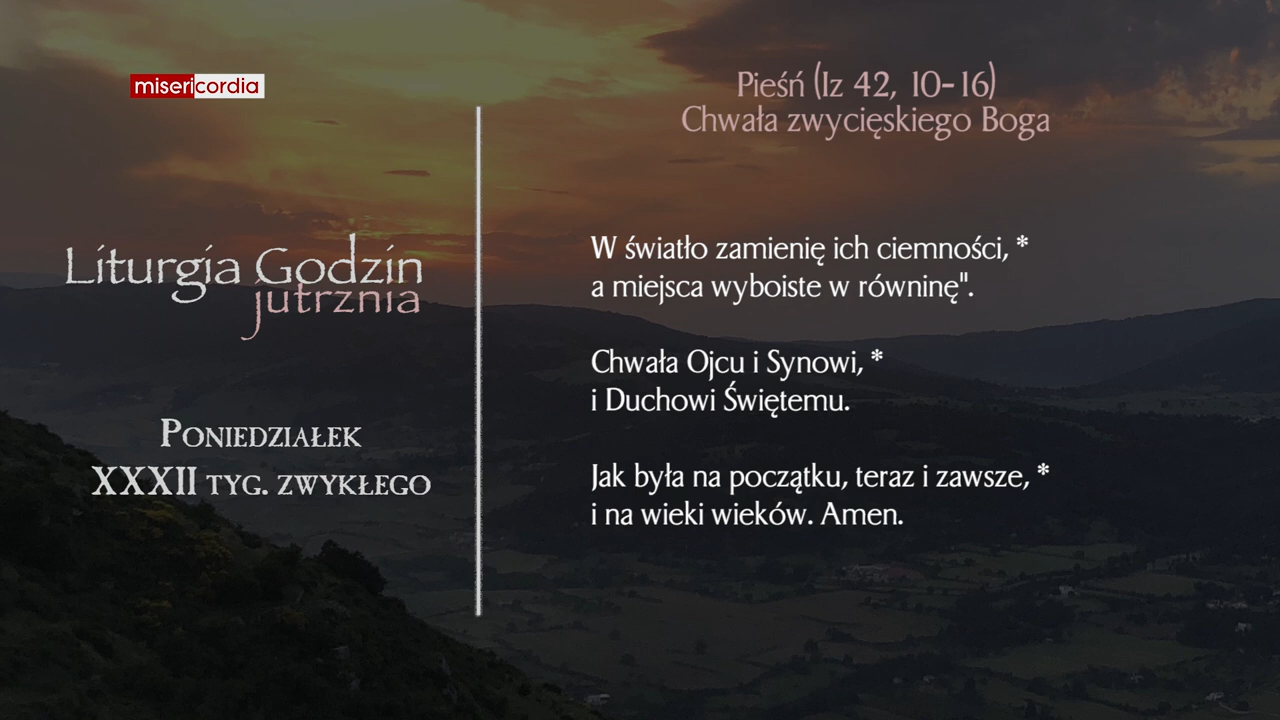 misericordia
Liturgia Godzin
jutrznia
Poniedziałek
XXXII tyg. zwykłego
Pieśń (Iz 42, 10-16)
Chwała zwycięskiego Boga
W światło zamienię ich ciemności, *
a miejsca wyboiste w równinę".
Chwała Ojcu i Synowi, *
i Duchowi Świętemu.
Jak była na początku, teraz i zawsze, *
i na wieki wieków. Amen.